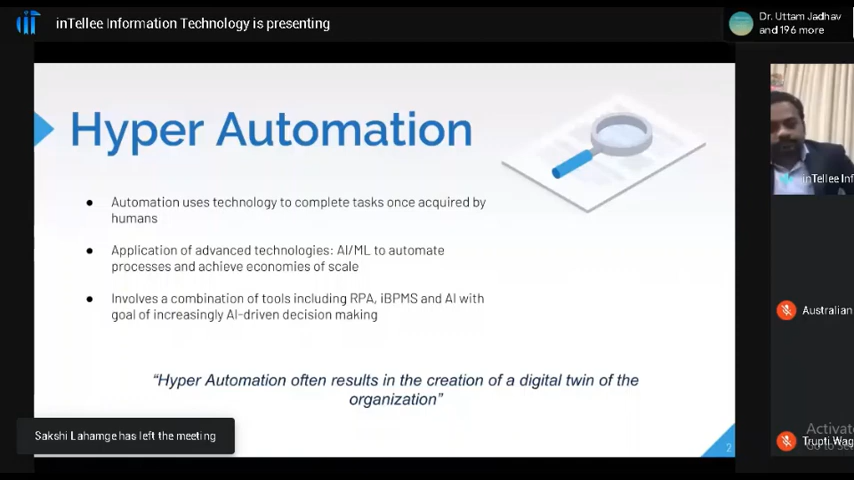 inTellee Information Technology is presenting
Dr. Uttam Jadhav
and 196 more
Hyper Automation
● Automation uses technology to complete tasks once acquired by
humans
● Application of advanced technologies: AI/ML to automate
processes and achieve economies of scale
● Involves a combination of tools including RPA, iBPMS and AI with
goal of increasingly AI-driven decision making
“Hyper Automation often results in the creation of a digital twin of the
organization”
2
inTellee Inf
Australian
Trupti Wag
Activat
Sakshi Lahamge has left the meeting